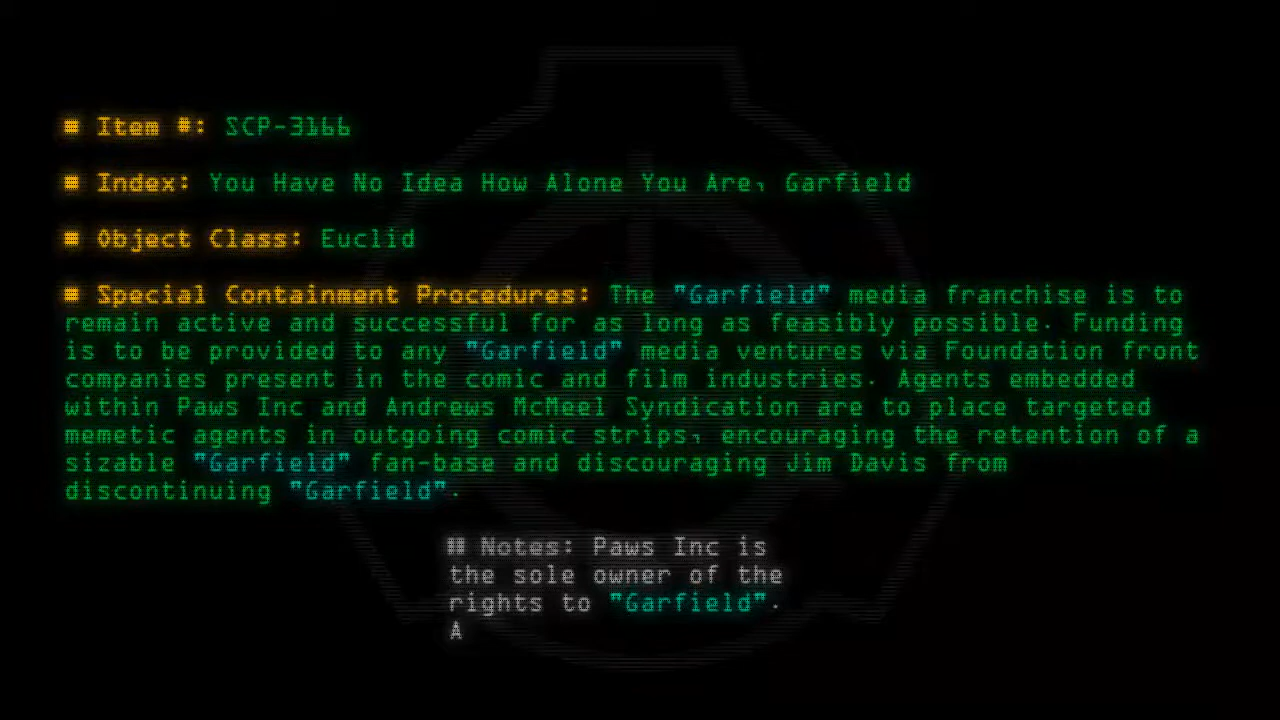 # Item #: SCP-3166
# Index: You Have No Idea How Alone You Are, Garfield
# Object Class: Euclid
# Special Containment Procedures: The "Garfield" media franchise is to
remain active and successful for as long as feasibly possible. Funding
is to be provided to any "Garfield" media ventures via Foundation front
companies present in the comic and film industries. Agents embedded
within Paws Inc and Andrews McMeel Syndication are to place targeted
memetic agents in outgoing comic strips, encouraging the retention of a
sizable "Garfield" fan-base and discouraging Jim Davis from
discontinuing "Garfield".
## Notes: Paws Inc is
the sole owner of the
rights to "Garfield".
A